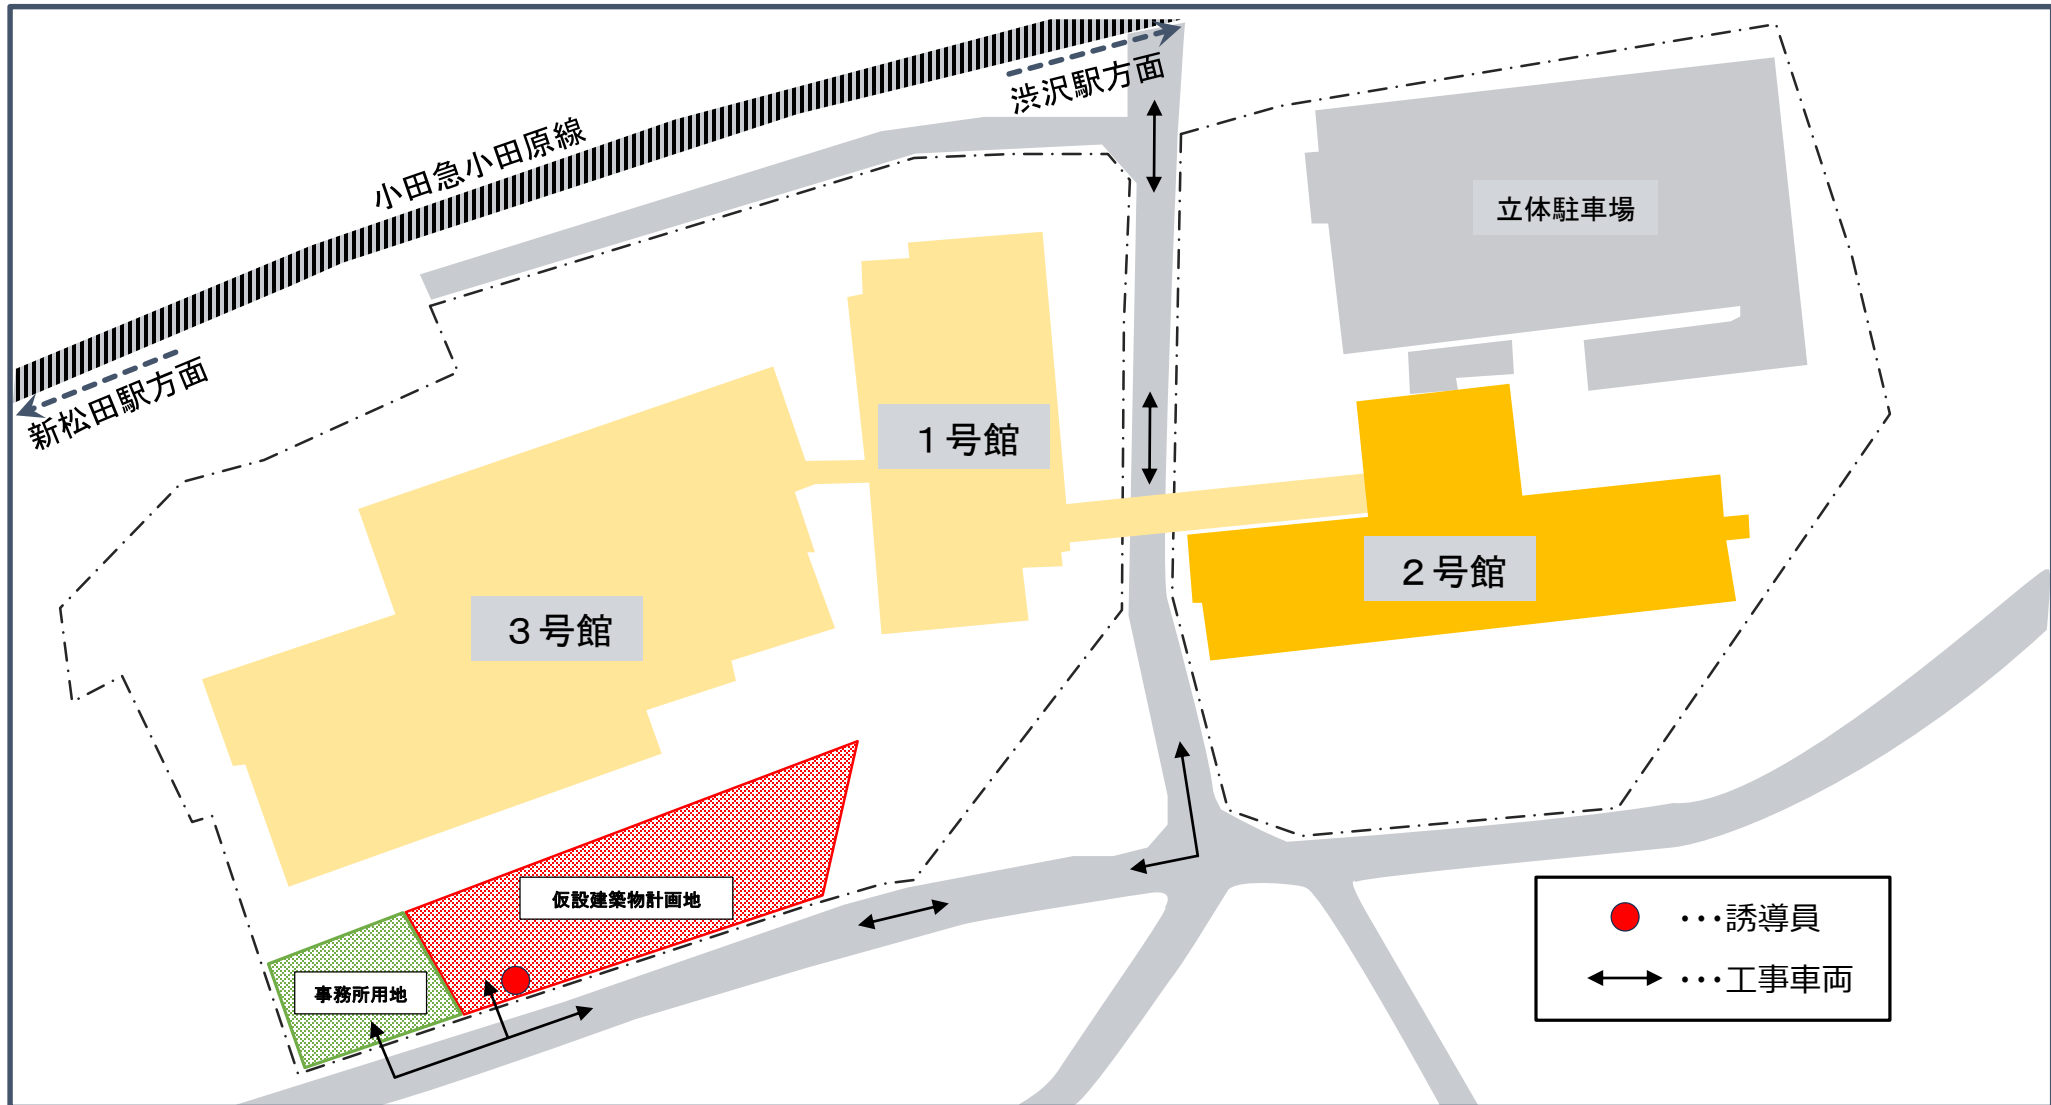 渋沢駅方面
小田急小田原線
立体駐車場
新松田駅方面
１号館
２号館
３号館
仮設建築物計画地
事務所用地
･･･誘導員
･･･工事車両